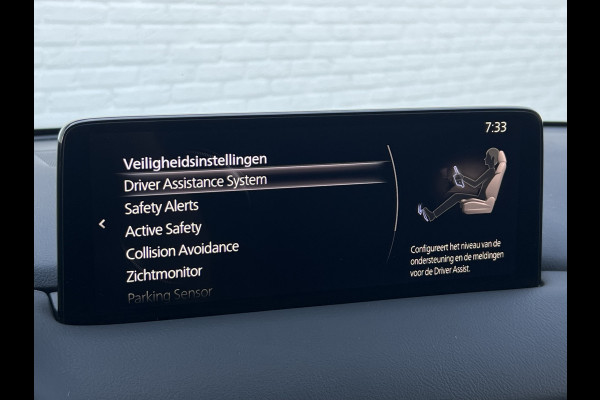 7:33
Veiligheidsinstellingen
Driver Assistance System
Safety Alerts
Active Safety
Collision Avoidance
Zichtmonitor
Parking Sensor
Configureert het niveau van de
ondersteuning en de meldingen
voor de Driver Assist.